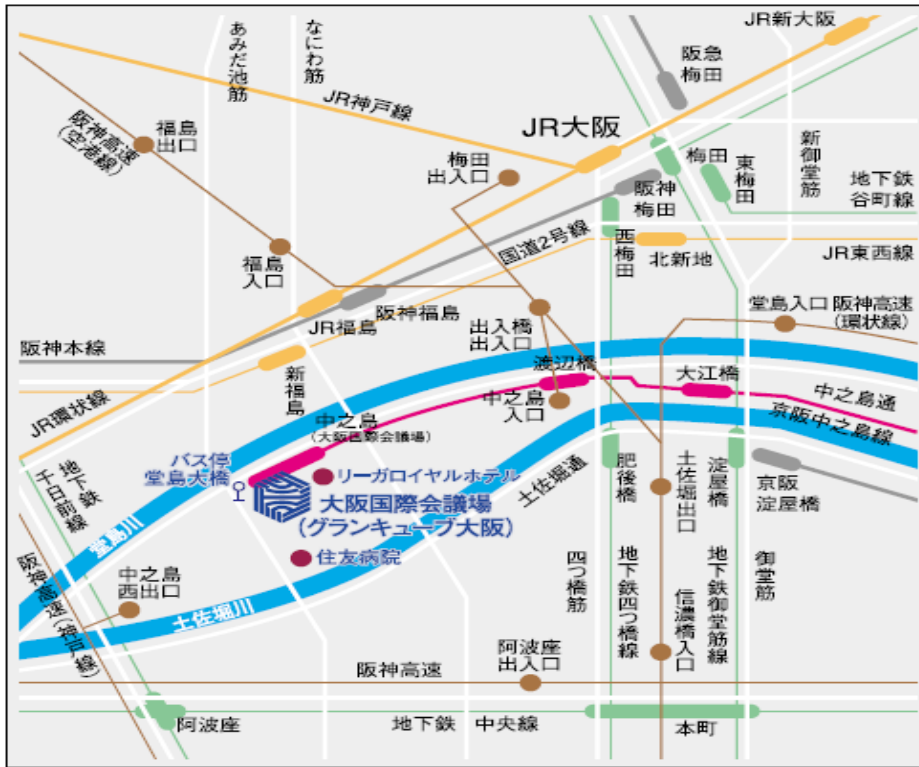 JR新大阪
あみだ池筋
なにわ筋
阪急
梅田
JR神戸線
阪神高速
(空港線)
福島
出口
JR大阪
梅田
出入口
梅田
東梅田
新御堂筋
阪神
梅田
地下鉄
谷町線
国道2号線
西梅田
北新地
JR東西線
福島
入口
阪神福島
JR福島
出入橋
出入口
堂島入口
阪神高速
(環状線)
阪神本線
新福島
渡辺橋
大江橋
中之島通
JR環状線
中之島
(大阪国際会議場)
中之島
入口
京阪中之島線
バス停
堂島大橋
リーガロイヤルホテル
大阪国際会議場
(グランキューブ大阪)
土佐堀通
肥後橋
土佐堀出口
淀屋橋
京阪
淀屋橋
地下鉄
千日前線
堂島川
住友病院
阪神高速(神戸線)
中之島
西出口
土佐堀川
四つ橋筋
地下鉄四つ橋線
信濃橋入口
地下鉄御堂筋線
御堂筋
阪神高速
阿波座
出入口
阿波座
地下鉄
中央線
本町